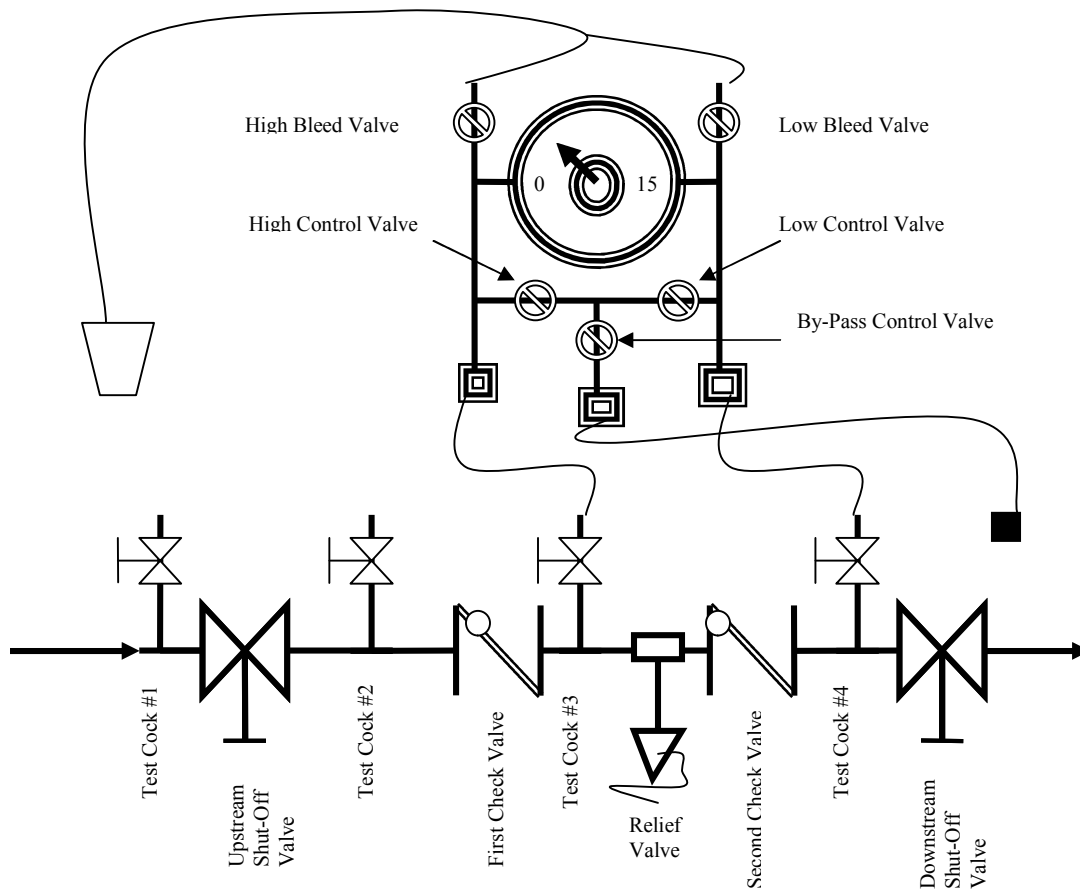 High Bleed Valve
Low Bleed Valve
0
15
High Control Valve
Low Control Valve
By-Pass Control Valve
Test Cock #1
Upstream
Shut-Off
Valve
Test Cock #2
First Check Valve
Test Cock #3
Relief
Valve
Second Check Valve
Test Cock #4
Downstream
Shut-Off
Valve